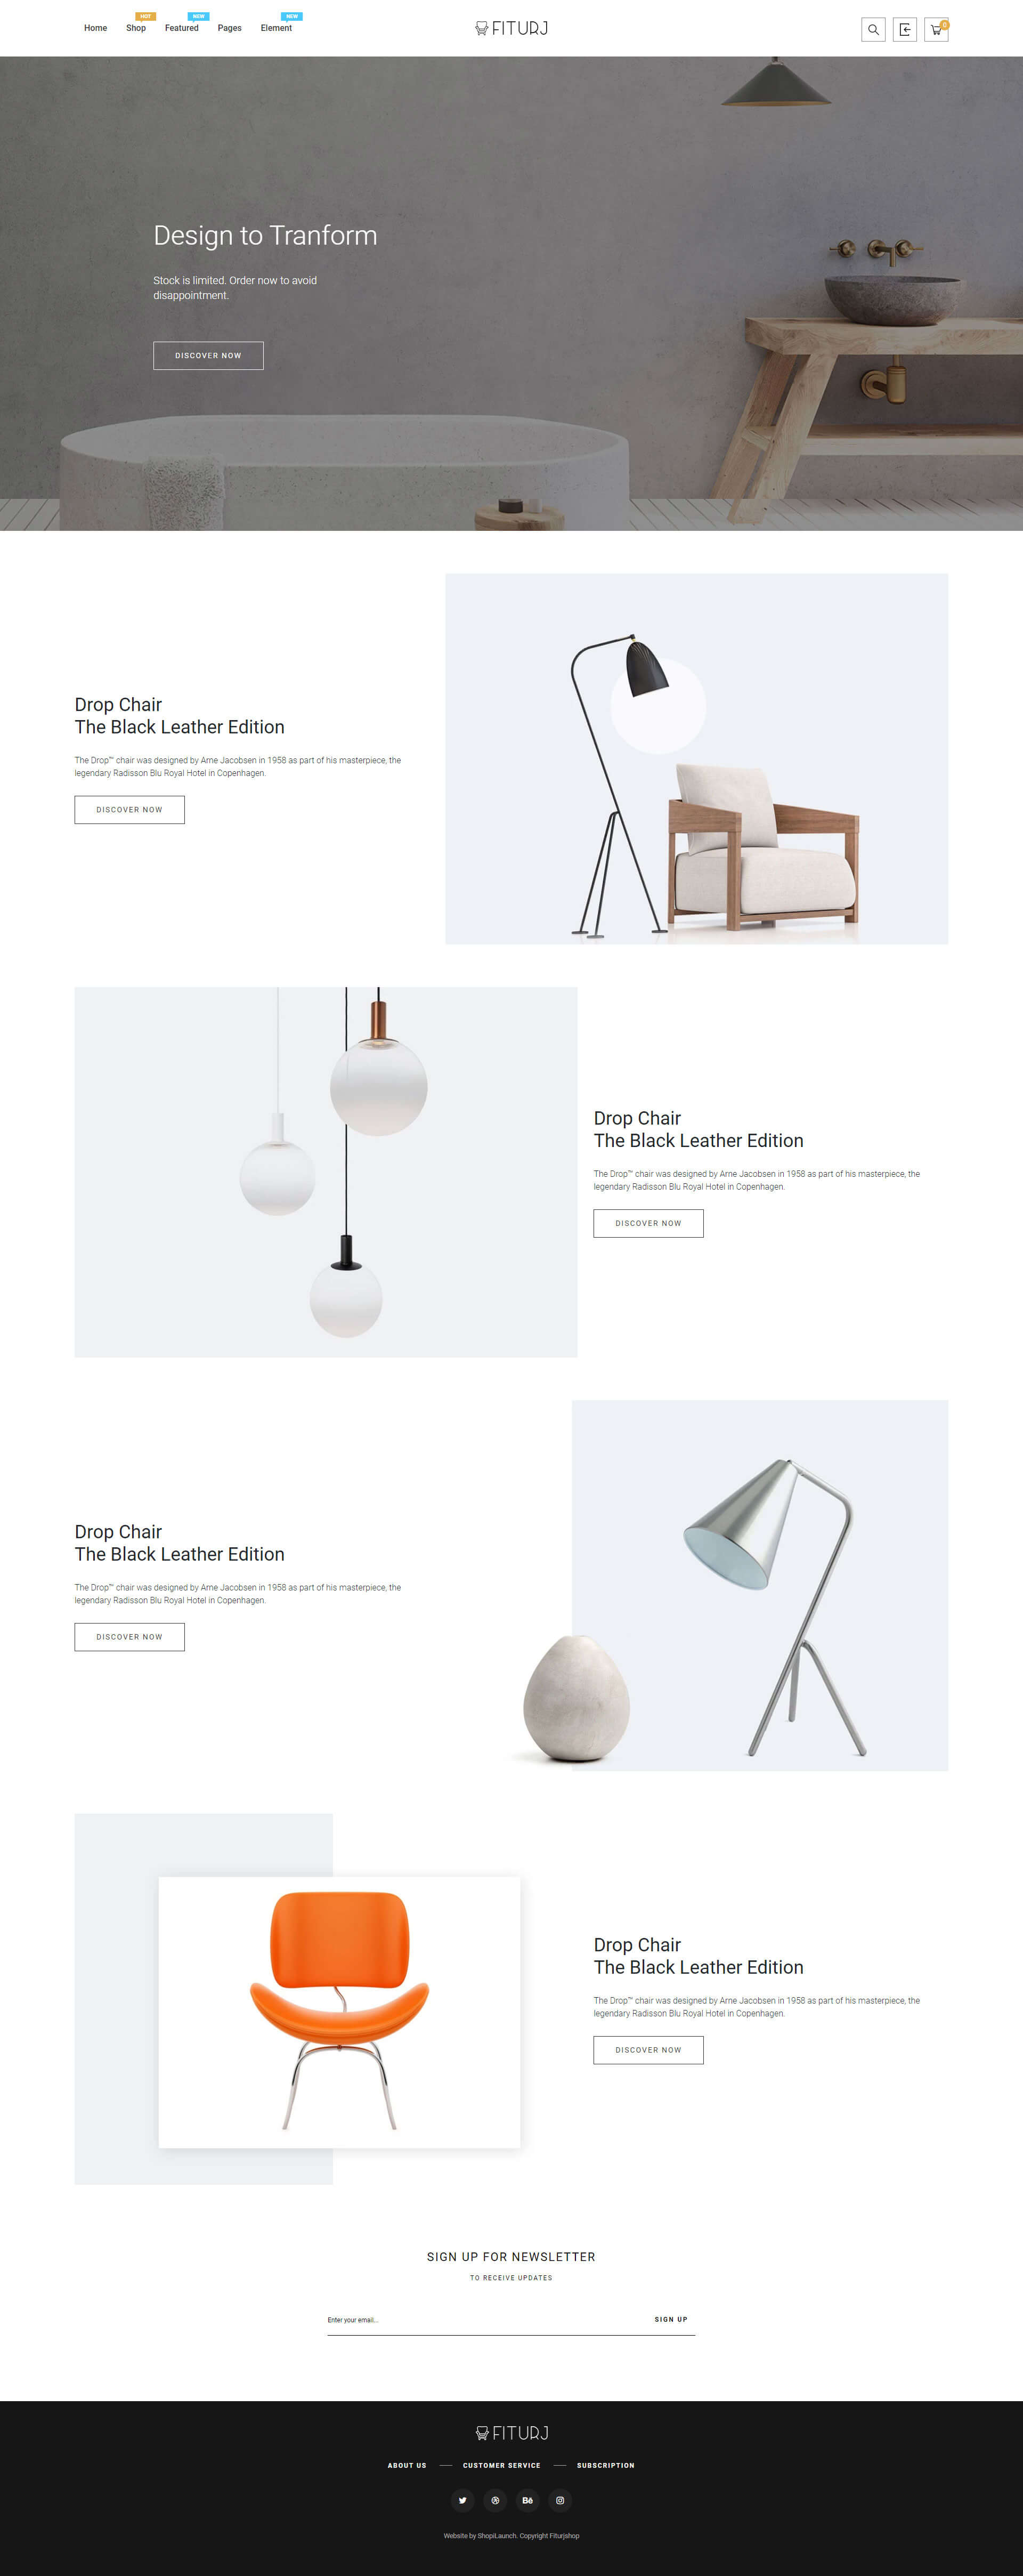 HOT
NEW
NEW
Home
Shop
Featured
Pages
Element
FITURJ
0
Design to Tranform
Stock is limited. Order now to avoid
disappointment.
DISCOVER NOW
Drop Chair
The Black Leather Edition
The Drop™ chair was designed by Arne Jacobsen in 1958 as part of his masterpiece, the
legendary Radisson Blu Royal Hotel in Copenhagen.
DISCOVER NOW
Drop Chair
The Black Leather Edition
The Drop™ chair was designed by Arne Jacobsen in 1958 as part of his masterpiece, the
legendary Radisson Blu Royal Hotel in Copenhagen.
DISCOVER NOW
Drop Chair
The Black Leather Edition
The Drop™ chair was designed by Arne Jacobsen in 1958 as part of his masterpiece, the
legendary Radisson Blu Royal Hotel in Copenhagen.
DISCOVER NOW
Drop Chair
The Black Leather Edition
The Drop™ chair was designed by Arne Jacobsen in 1958 as part of his masterpiece, the
legendary Radisson Blu Royal Hotel in Copenhagen.
DISCOVER NOW
SIGN UP FOR NEWSLETTER
TO RECEIVE UPDATES
Enter your email...
SIGN UP
FITURJ
ABOUT US
CUSTOMER SERVICE
SUBSCRIPTION
Bē
Website by ShopiLaunch. Copyright Fiturjshop